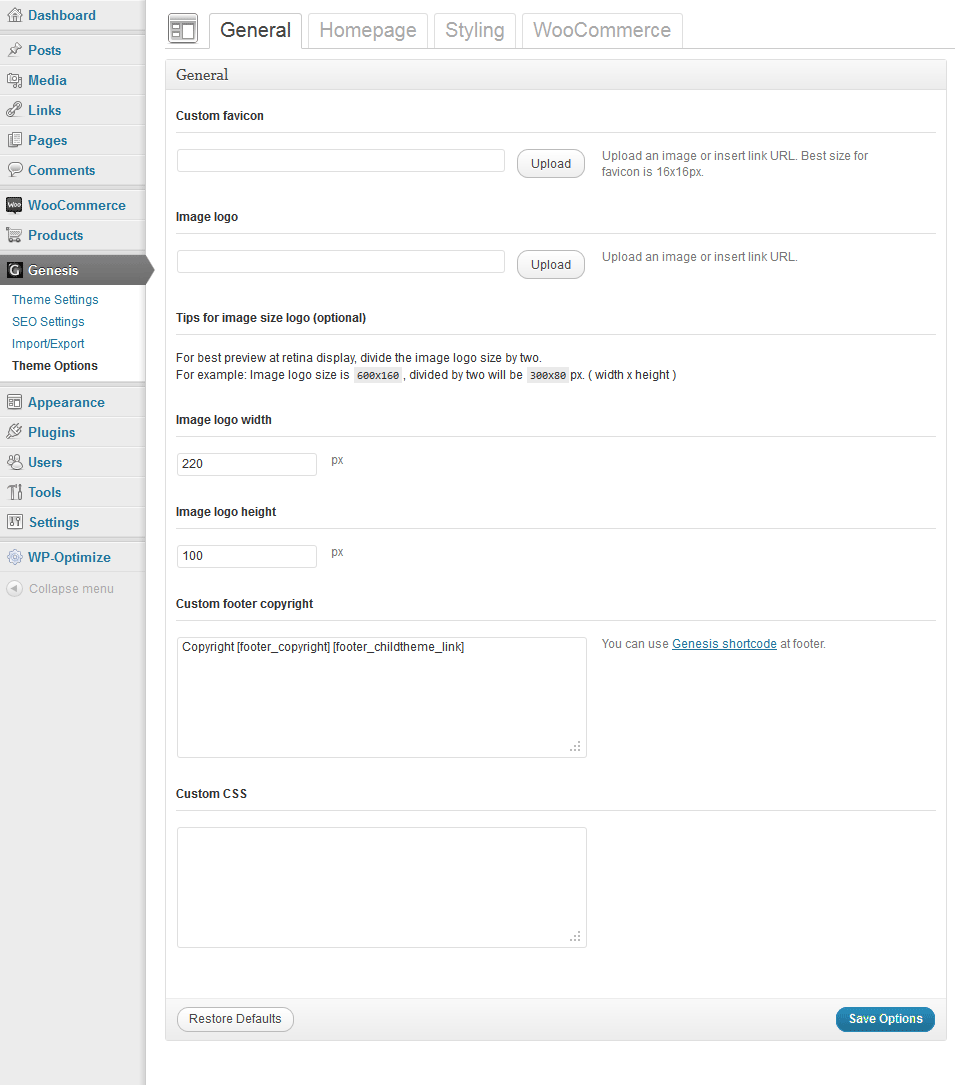 Dashboard
Posts
Media
Links
Pages
Comments
Woo WooCommerce
Products
G Genesis
Theme Settings
SEO Settings
Import/Export
Theme Options
Appearance
Plugins
Users
Tools
Settings
WP-Optimize
Collapse menu
General Homepage Styling WooCommerce
General
Custom favicon
Upload
Upload an image or insert link URL. Best size for
favicon is 16x16px.
Image logo
Upload
Upload an image or insert link URL.
Tips for image size logo (optional)
For best preview at retina display, divide the image logo size by two.
For example: Image logo size is 600x160 , divided by two will be 300x80 px. ( width x height )
Image logo width
220 px
Image logo height
100 px
Custom footer copyright
Copyright [footer_copyright] [footer_childtheme_link]
You can use Genesis shortcode at footer.
Custom CSS
Restore Defaults
Save Options